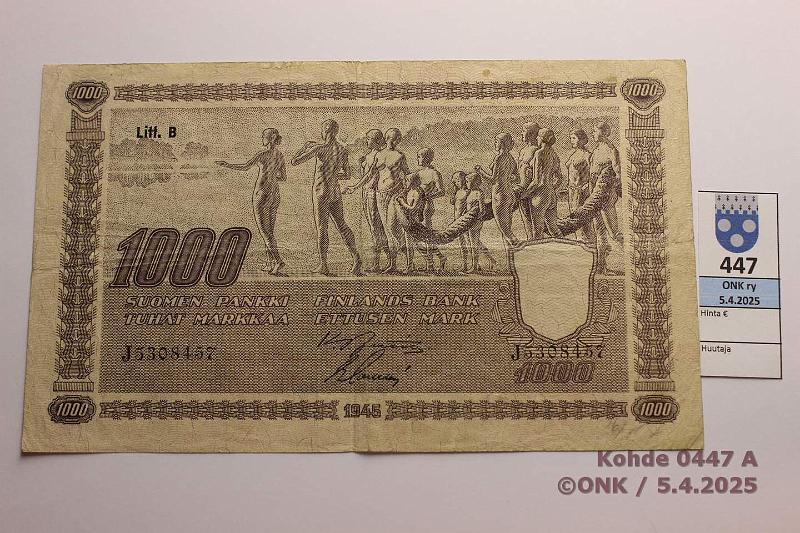 1000
1000
Litt. B
1000
SUOMEN PANKKI
FINLANDS BANK
TUHAT MARKKAA
ETTUSEN MARK
J5308457
J5308457
1000
1000
1945
1000
447
ONK ry
5.4.2025
Hinta €
Huutaja
Kohde 0447 A
©ONK / 5.4.2025